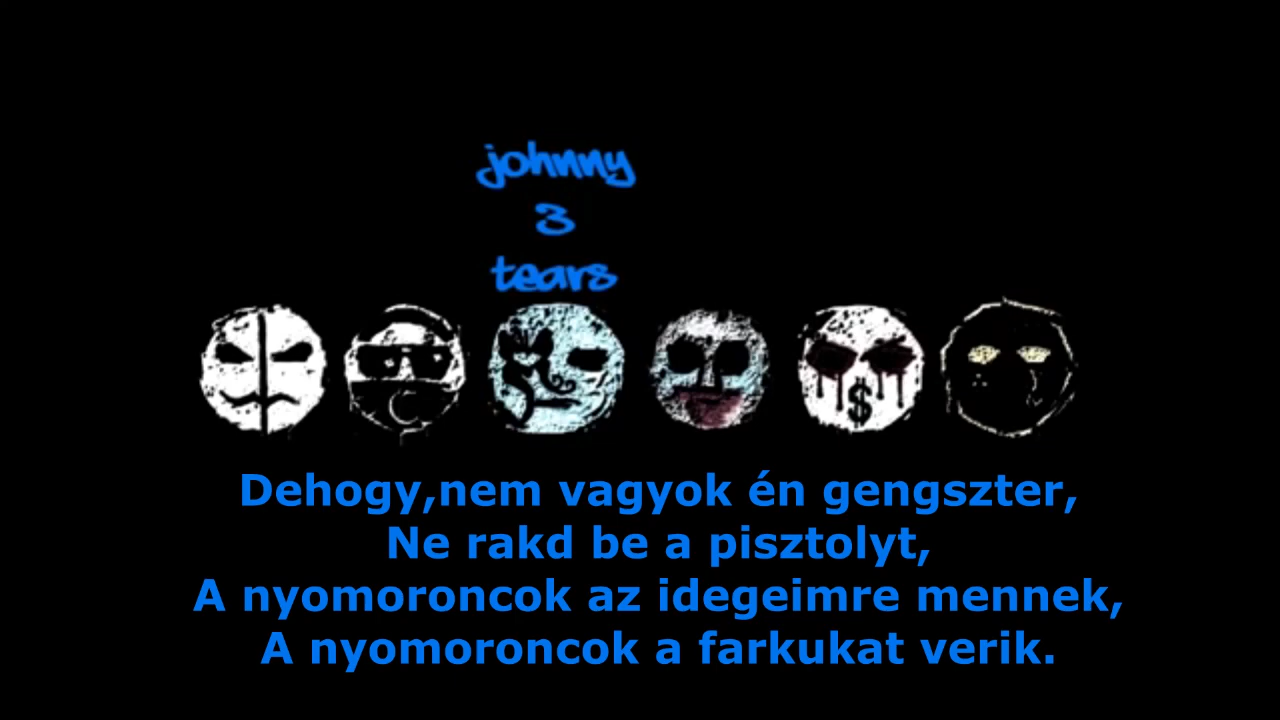 johnny
3
tears
Dehogy,nem vagyok én gengszter,
Ne rakd be a pisztolyt,
A nyomoroncok az idegeimre mennek,
A nyomoroncok a farkukat verik.